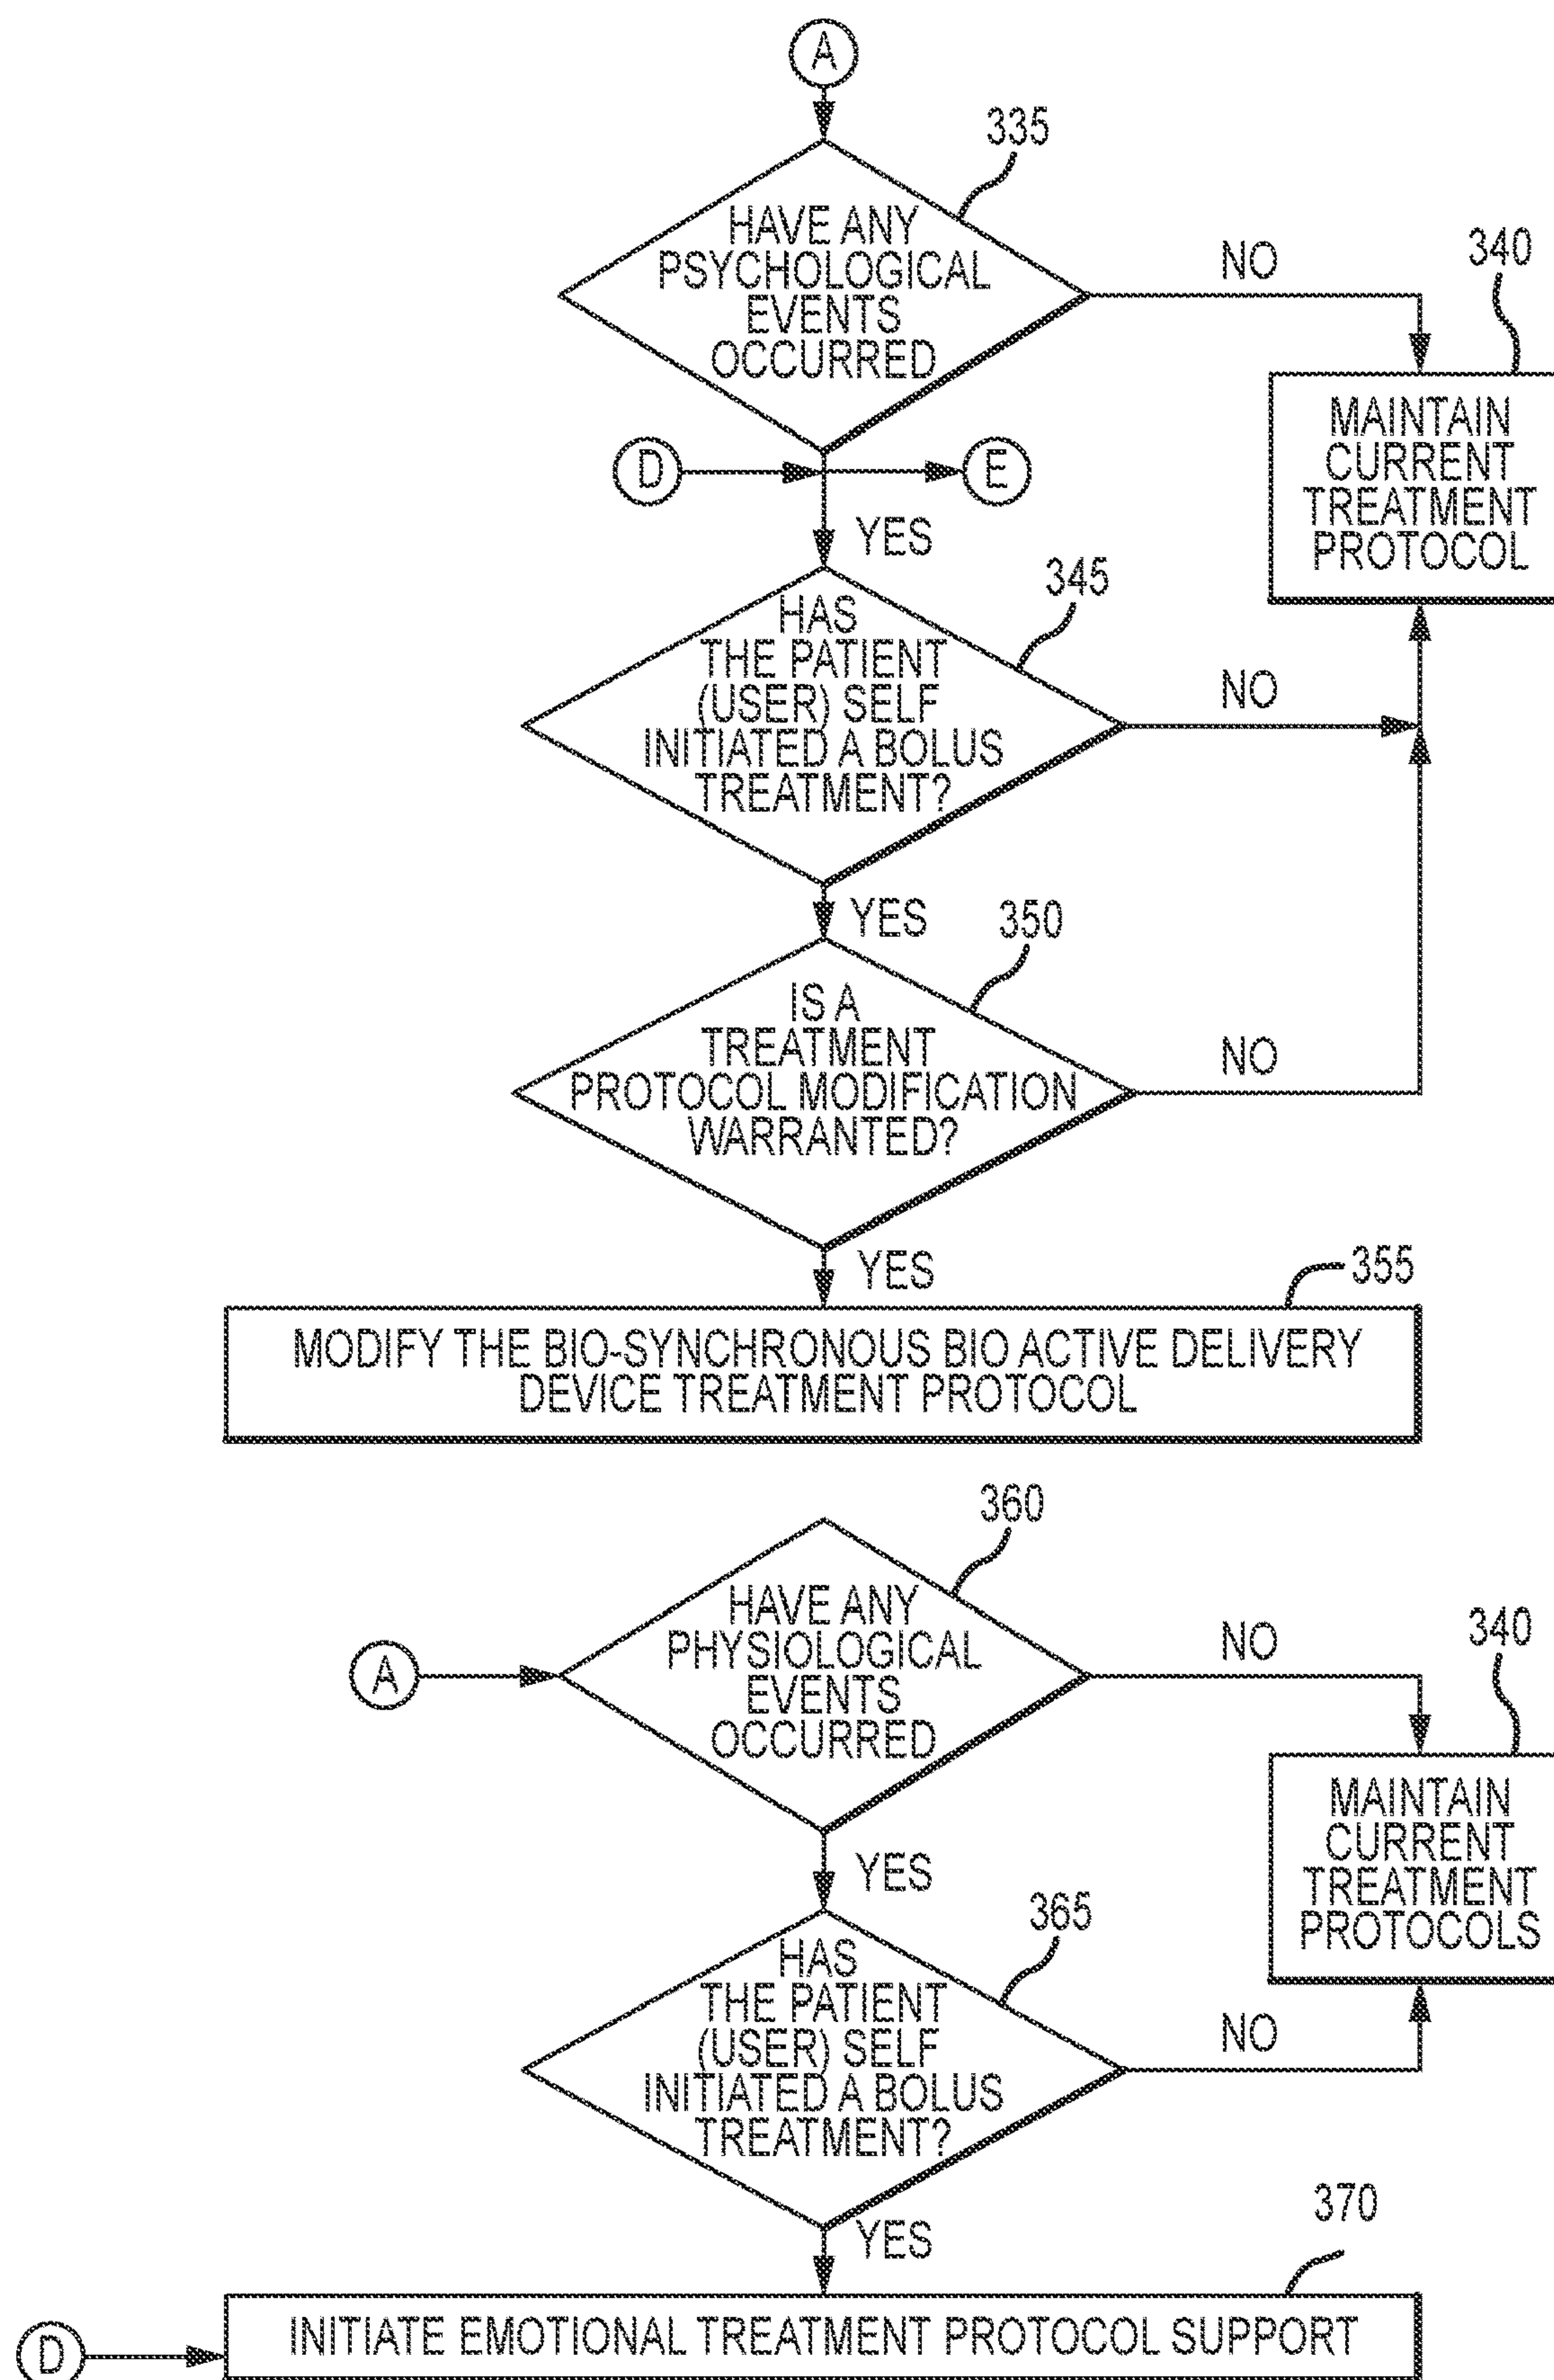 A
335
HAVE ANY
PSYCHOLOGICAL
EVENTS
OCCURRED
NO
340
MAINTAIN
CURRENT
TREATMENT
PROTOCOL
D
E
YES
345
HAS
THE PATIENT
(USER) SELF
INITIATED A BOLUS
TREATMENT?
NO
YES
350
IS A
TREATMENT
PROTOCOL MODIFICATION
WARRANTED?
NO
YES
355
MODIFY THE BIO-SYNCHRONOUS BIO ACTIVE DELIVERY
DEVICE TREATMENT PROTOCOL
360
A
HAVE ANY
PHYSIOLOGICAL
EVENTS
OCCURRED
NO
340
MAINTAIN
CURRENT
TREATMENT
PROTOCOLS
YES
365
HAS
THE PATIENT
(USER) SELF
INITIATED A BOLUS
TREATMENT?
NO
YES
370
D
INITIATE EMOTIONAL TREATMENT PROTOCOL SUPPORT